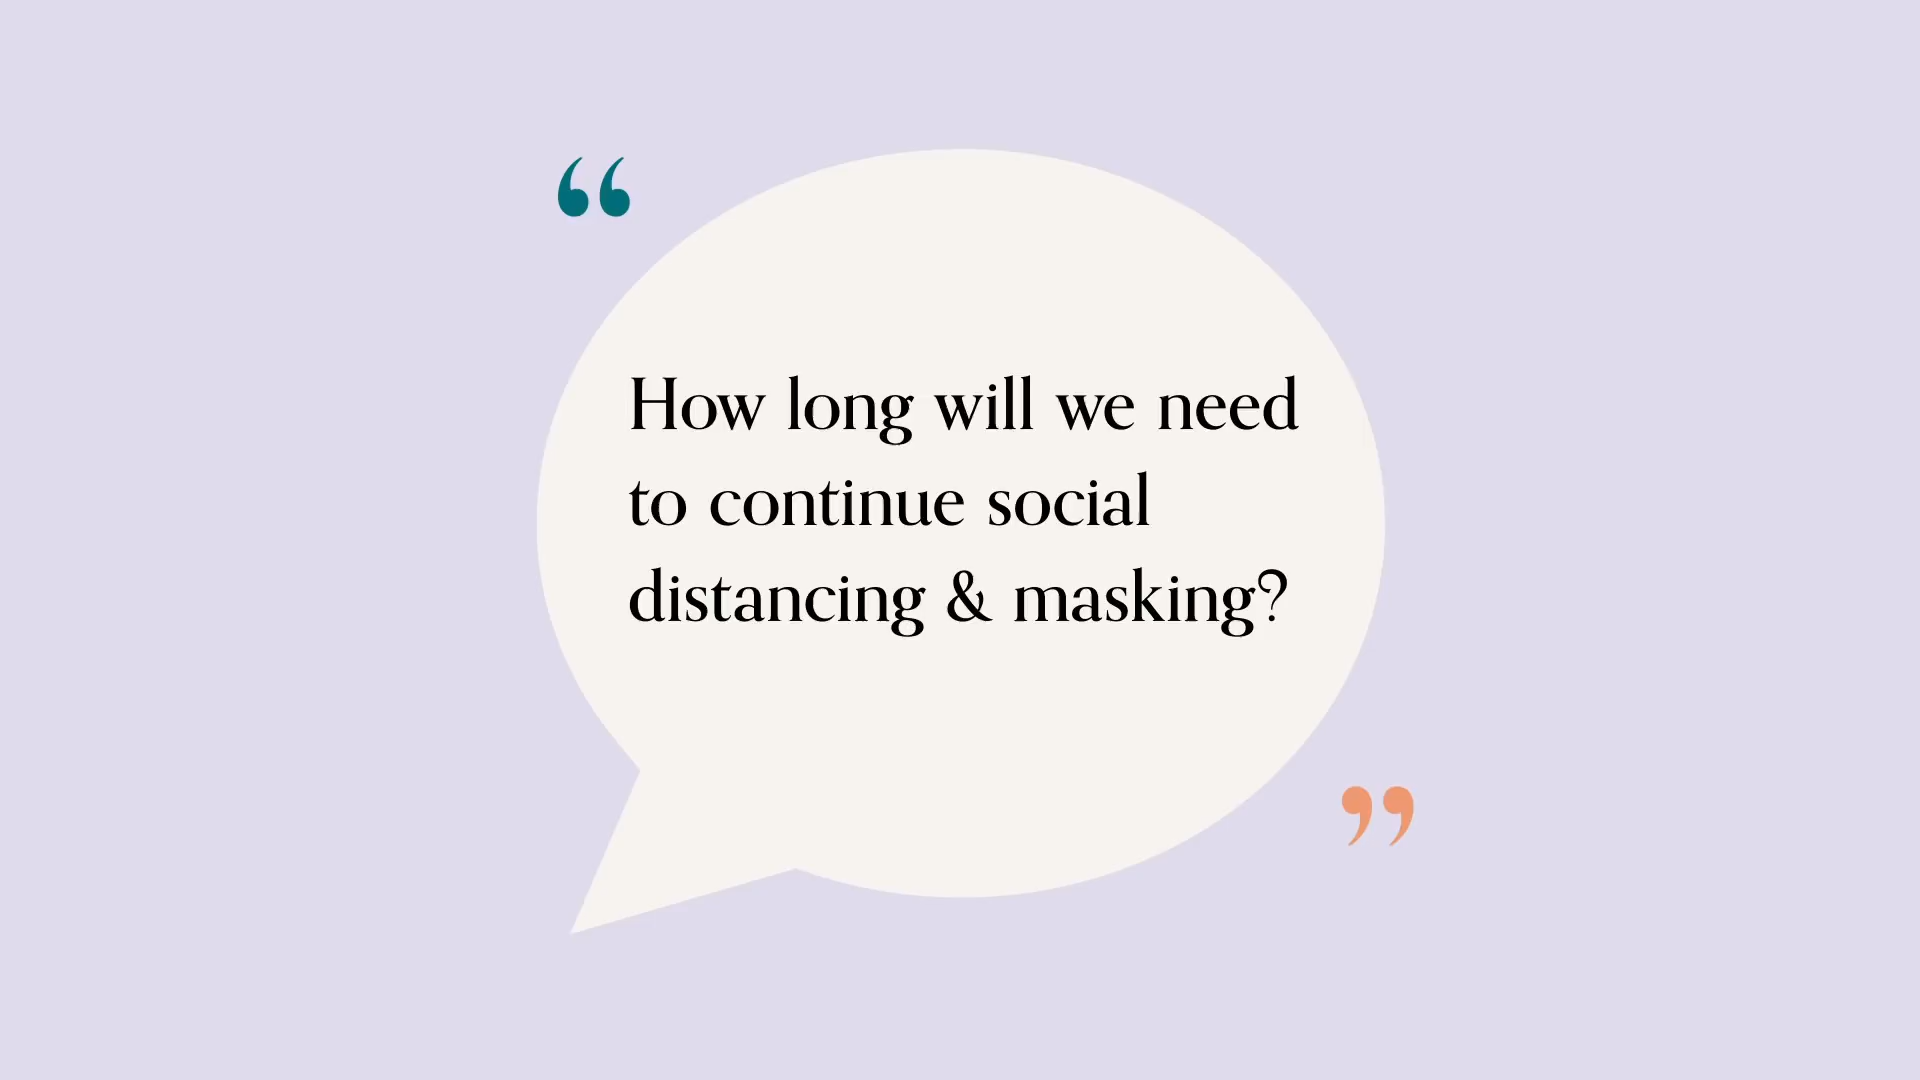 “
How long will we need
to continue social
distancing & masking?
”